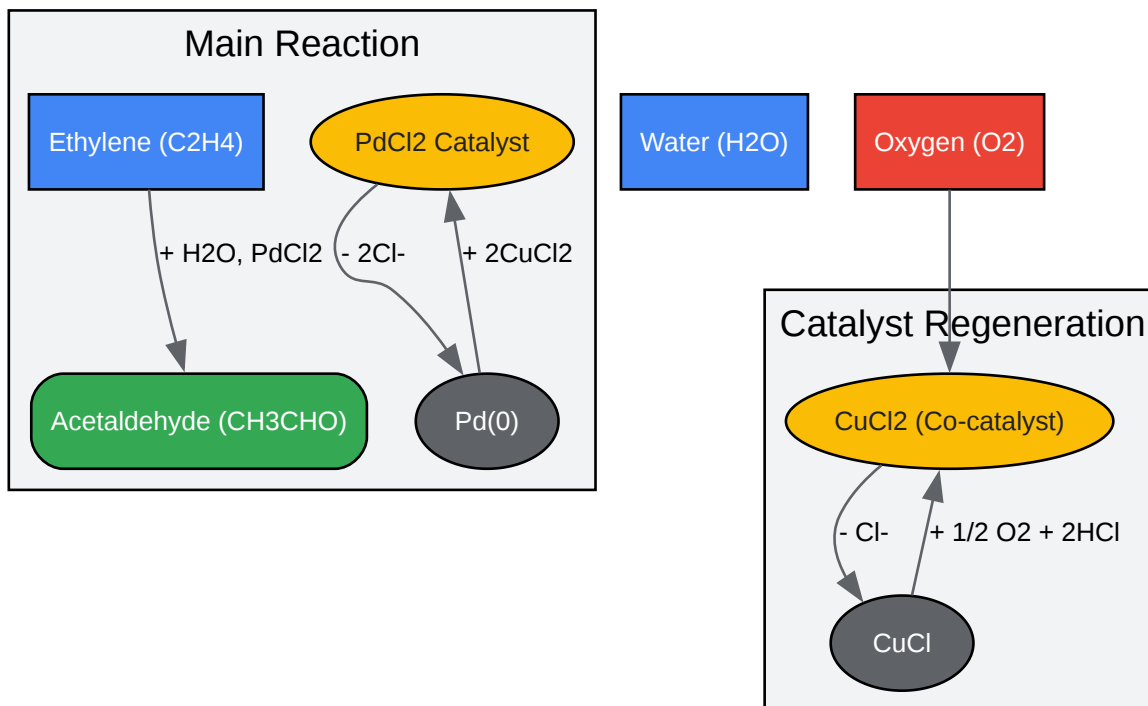 Main Reaction
Ethylene (C2H4)
PdCl2 Catalyst
Water (H2O)
Oxygen (O2)
+ H2O, PdCl2
- 2Cl-
+ 2CuCl2
Catalyst Regeneration
Acetaldehyde (CH3CHO)
Pd(0)
CuCl2 (Co-catalyst)
- Cl-
+ 1/2 O2 + 2HCl
CuCl